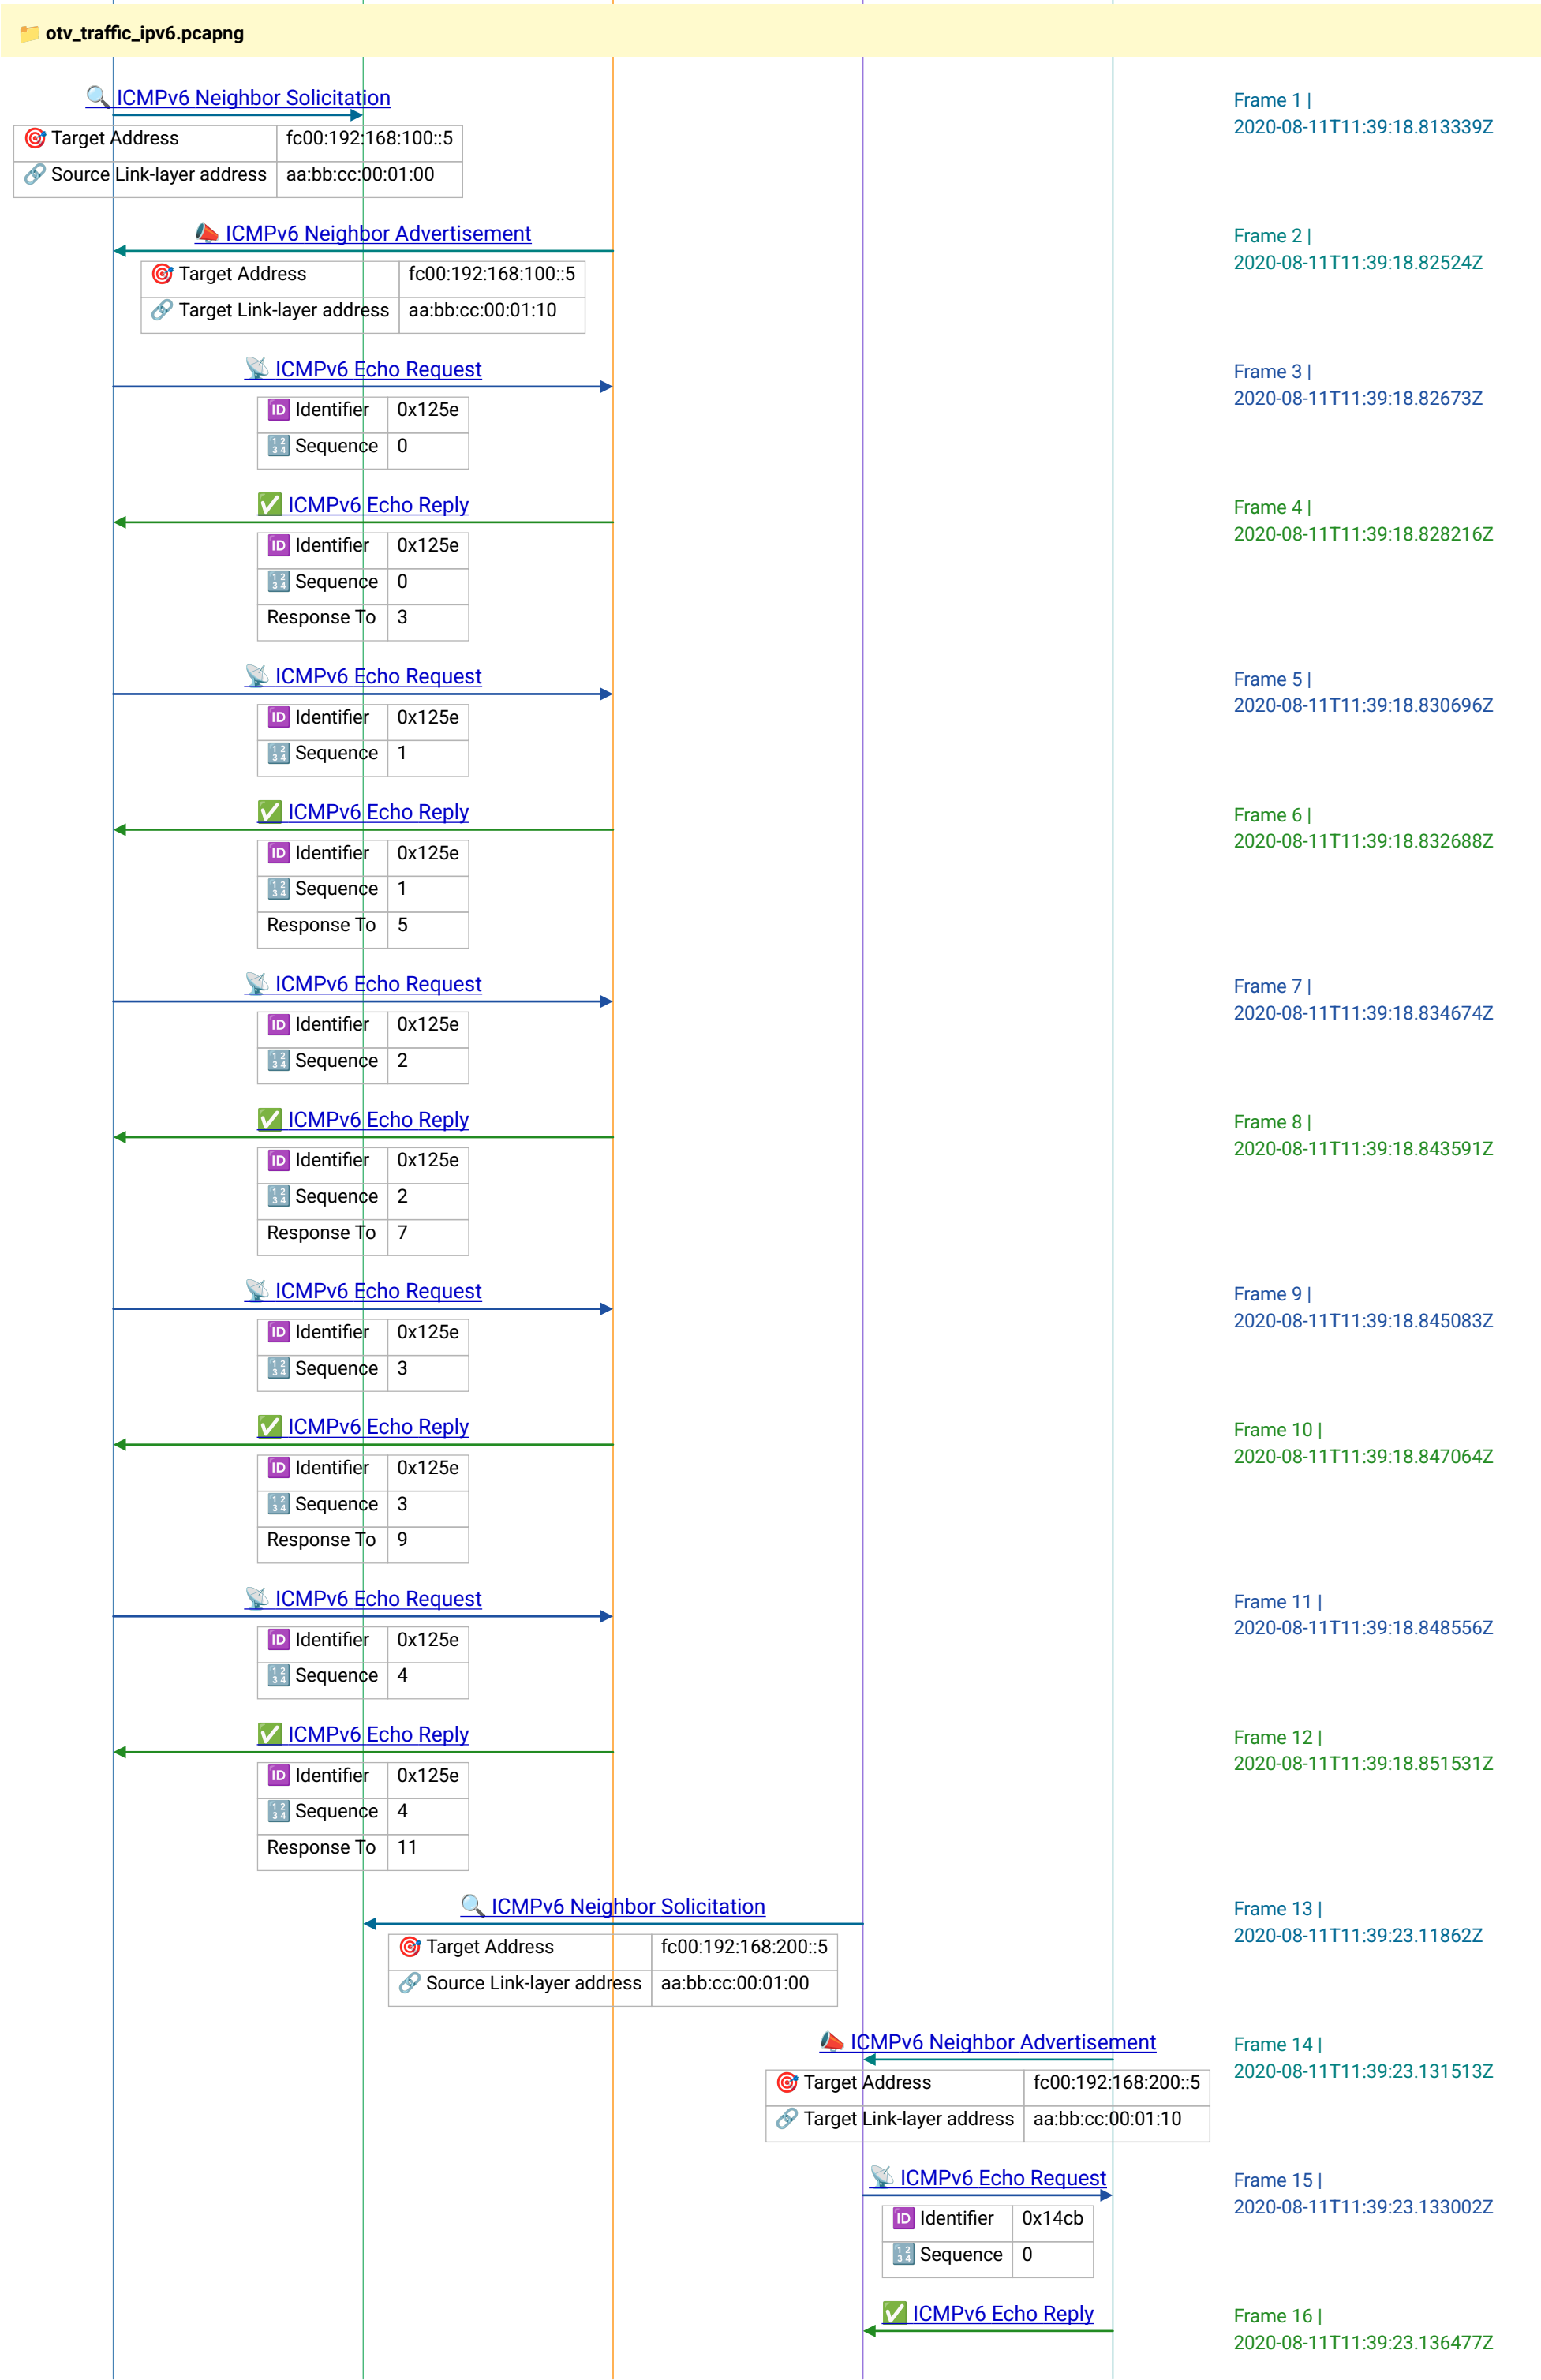 otv_traffic_ipv6.pcapng
ICMPv6 Neighbor Solicitation
Frame 1 |
2020-08-11T11:39:18.813339Z
Target Address fc00:192:168:100::5
Source Link-layer address aa:bb:cc:00:01:00
ICMPv6 Neighbor Advertisement
Frame 2 |
2020-08-11T11:39:18.82524Z
Target Address fc00:192:168:100::5
Target Link-layer address aa:bb:cc:00:01:10
ICMPv6 Echo Request
Frame 3 |
2020-08-11T11:39:18.82673Z
Identifier 0x125e
Sequence 0
ICMPv6 Echo Reply
Frame 4 |
2020-08-11T11:39:18.828216Z
Identifier 0x125e
Sequence 0
Response To 3
ICMPv6 Echo Request
Frame 5 |
2020-08-11T11:39:18.830696Z
Identifier 0x125e
Sequence 1
ICMPv6 Echo Reply
Frame 6 |
2020-08-11T11:39:18.832688Z
Identifier 0x125e
Sequence 1
Response To 5
ICMPv6 Echo Request
Frame 7 |
2020-08-11T11:39:18.834674Z
Identifier 0x125e
Sequence 2
ICMPv6 Echo Reply
Frame 8 |
2020-08-11T11:39:18.843591Z
Identifier 0x125e
Sequence 2
Response To 7
ICMPv6 Echo Request
Frame 9 |
2020-08-11T11:39:18.845083Z
Identifier 0x125e
Sequence 3
ICMPv6 Echo Reply
Frame 10 |
2020-08-11T11:39:18.847064Z
Identifier 0x125e
Sequence 3
Response To 9
ICMPv6 Echo Request
Frame 11 |
2020-08-11T11:39:18.848556Z
Identifier 0x125e
Sequence 4
ICMPv6 Echo Reply
Frame 12 |
2020-08-11T11:39:18.851531Z
Identifier 0x125e
Sequence 4
Response To 11
ICMPv6 Neighbor Solicitation
Frame 13 |
2020-08-11T11:39:23.11862Z
Target Address fc00:192:168:200::5
Source Link-layer address aa:bb:cc:00:01:00
ICMPv6 Neighbor Advertisement
Frame 14 |
2020-08-11T11:39:23.131513Z
Target Address fc00:192:168:200::5
Target Link-layer address aa:bb:cc:00:01:10
ICMPv6 Echo Request
Frame 15 |
2020-08-11T11:39:23.133002Z
Identifier 0x14cb
Sequence 0
ICMPv6 Echo Reply
Frame 16 |
2020-08-11T11:39:23.136477Z